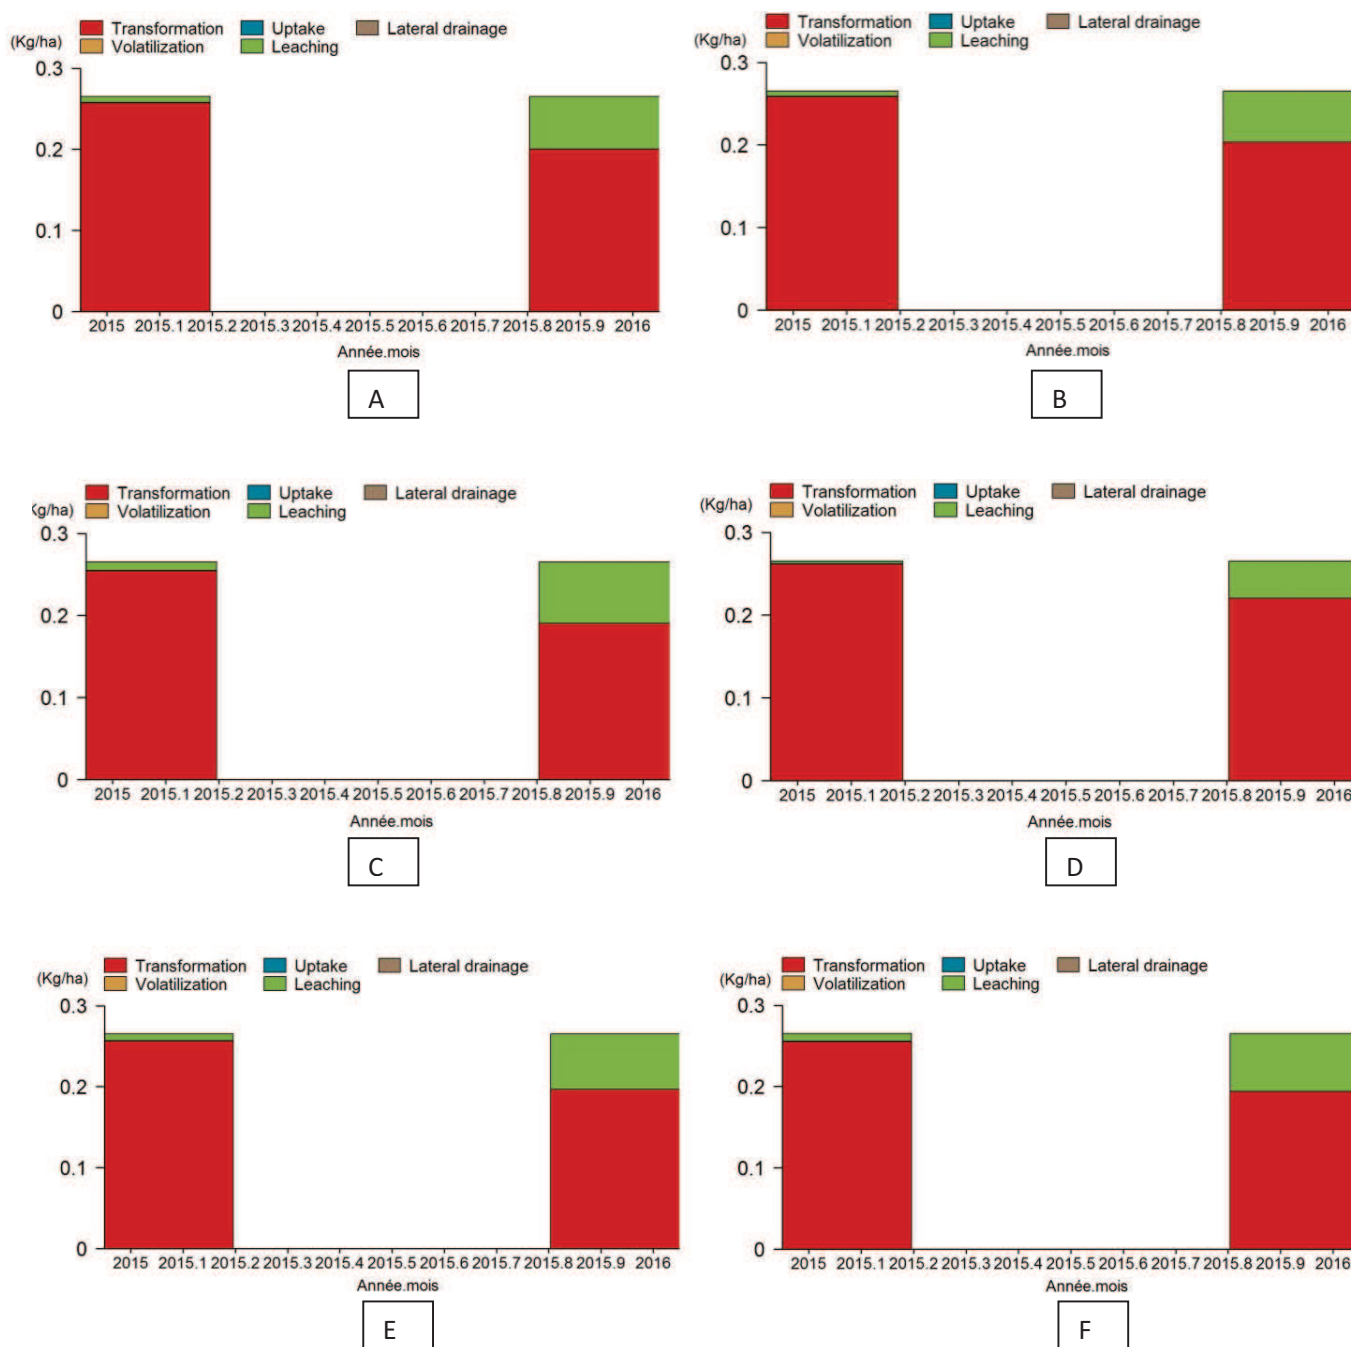 Transformation Uptake Lateral drainage
(Kg/ha) Volatilization Leaching
0.3
0.2
0.1
0
2015 2015.1 2015.2 2015.3 2015.4 2015.5 2015.6 2015.7 2015.8 2015.9 2016
Année.mois
A
Transformation Uptake Lateral drainage
(Kg/ha) Volatilization Leaching
0.3
0.2
0.1
0
2015 2015.1 2015.2 2015.3 2015.4 2015.5 2015.6 2015.7 2015.8 2015.9 2016
Année.mois
B
Transformation Uptake Lateral drainage
Kg/ha) Volatilization Leaching
0.3
0.2
0.1
0
2015 2015.1 2015.2 2015.3 2015.4 2015.5 2015.6 2015.7 2015.8 2015.9 2016
Année.mois
C
Transformation Uptake Lateral drainage
(Kg/ha) Volatilization Leaching
0.3
0.2
0.1
0
2015 2015.1 2015.2 2015.3 2015.4 2015.5 2015.6 2015.7 2015.8 2015.9 2016
Année.mois
D
Transformation Uptake Lateral drainage
(Kg/ha) Volatilization Leaching
0.3
0.2
0.1
0
2015 2015.1 2015.2 2015.3 2015.4 2015.5 2015.6 2015.7 2015.8 2015.9 2016
Année.mois
E
Transformation Uptake Lateral drainage
(Kg/ha) Volatilization Leaching
0.3
0.2
0.1
0
2015 2015.1 2015.2 2015.3 2015.4 2015.5 2015.6 2015.7 2015.8 2015.9 2016
Année.mois
F